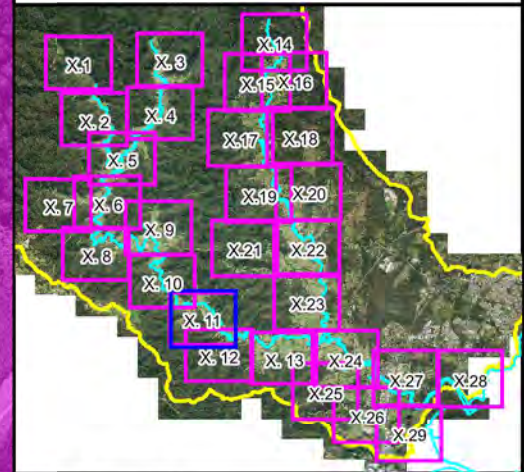 X.14
X.1
X. 3
X.15
X.16
X. 2
X. 4
X.17
X.18
X. 5
X. 7
X. 6
X.19
X.20
X. 9
X. 8
X.21
X.22
X.10
X.23
X. 11
X. 12
X. 13
X.24
X.27
X.28
X.25
X.26
X.29